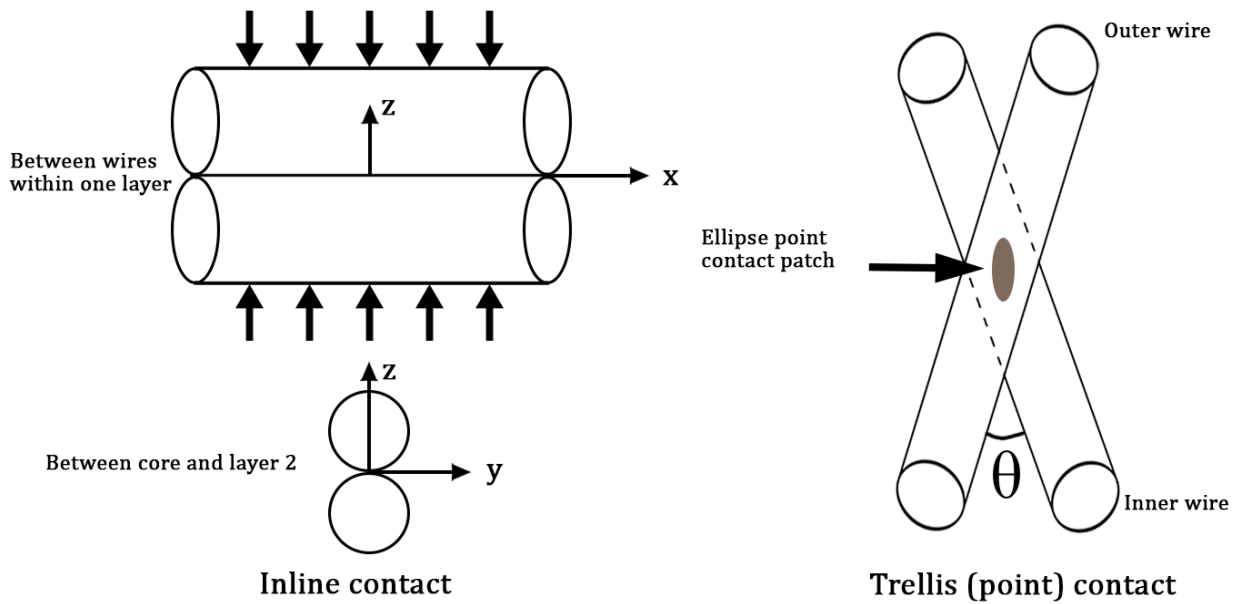 z
x
Between wires
within one layer
z
Between core and layer 2
y
Inline contact
Outer wire
Ellipse point
contact patch
θ
Inner wire
Trellis (point) contact